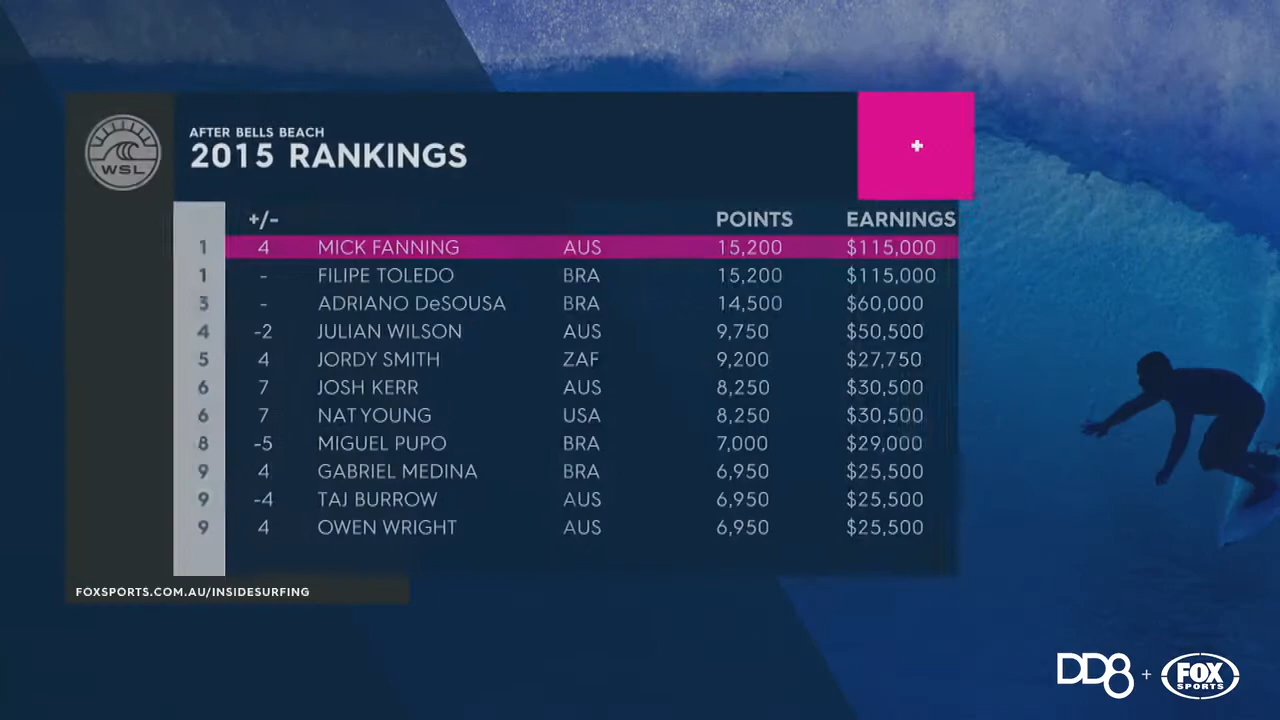 WSL
AFTER BELLS BEACH
2015 RANKINGS
+
+/- POINTS EARNINGS
1 4 MICK FANNING AUS 15,200 $115,000
1 - FILIPE TOLEDO BRA 15,200 $115,000
3 - ADRIANO DeSOUSA BRA 14,500 $60,000
4 -2 JULIAN WILSON AUS 9,750 $50,500
5 4 JORDY SMITH ZAF 9,200 $27,750
6 7 JOSH KERR AUS 8,250 $30,500
6 7 NAT YOUNG USA 8,250 $30,500
8 -5 MIGUEL PUPO BRA 7,000 $29,000
9 4 GABRIEL MEDINA BRA 6,950 $25,500
9 -4 TAJ BURROW AUS 6,950 $25,500
9 4 OWEN WRIGHT AUS 6,950 $25,500
FOXSPORTS.COM.AU/INSIDESURFING
DD8 + FOX SPORTS